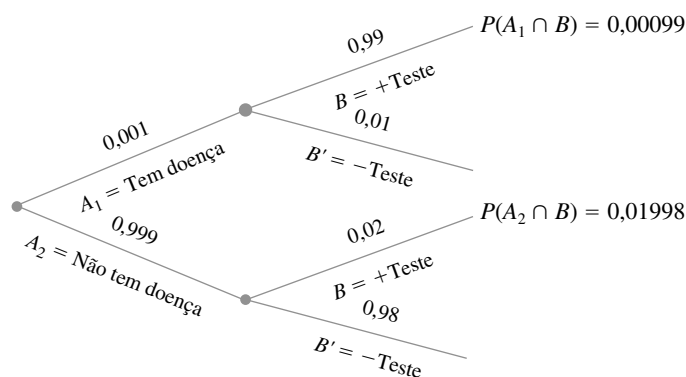 0,99
P(A₁ ∩ B) = 0,00099
B = +Teste
0,001
0,01
A₁ = Tem doença
B′ = −Teste
0,999
0,02
P(A₂ ∩ B) = 0,01998
A₂ = Não tem doença
B = +Teste
0,98
B′ = −Teste